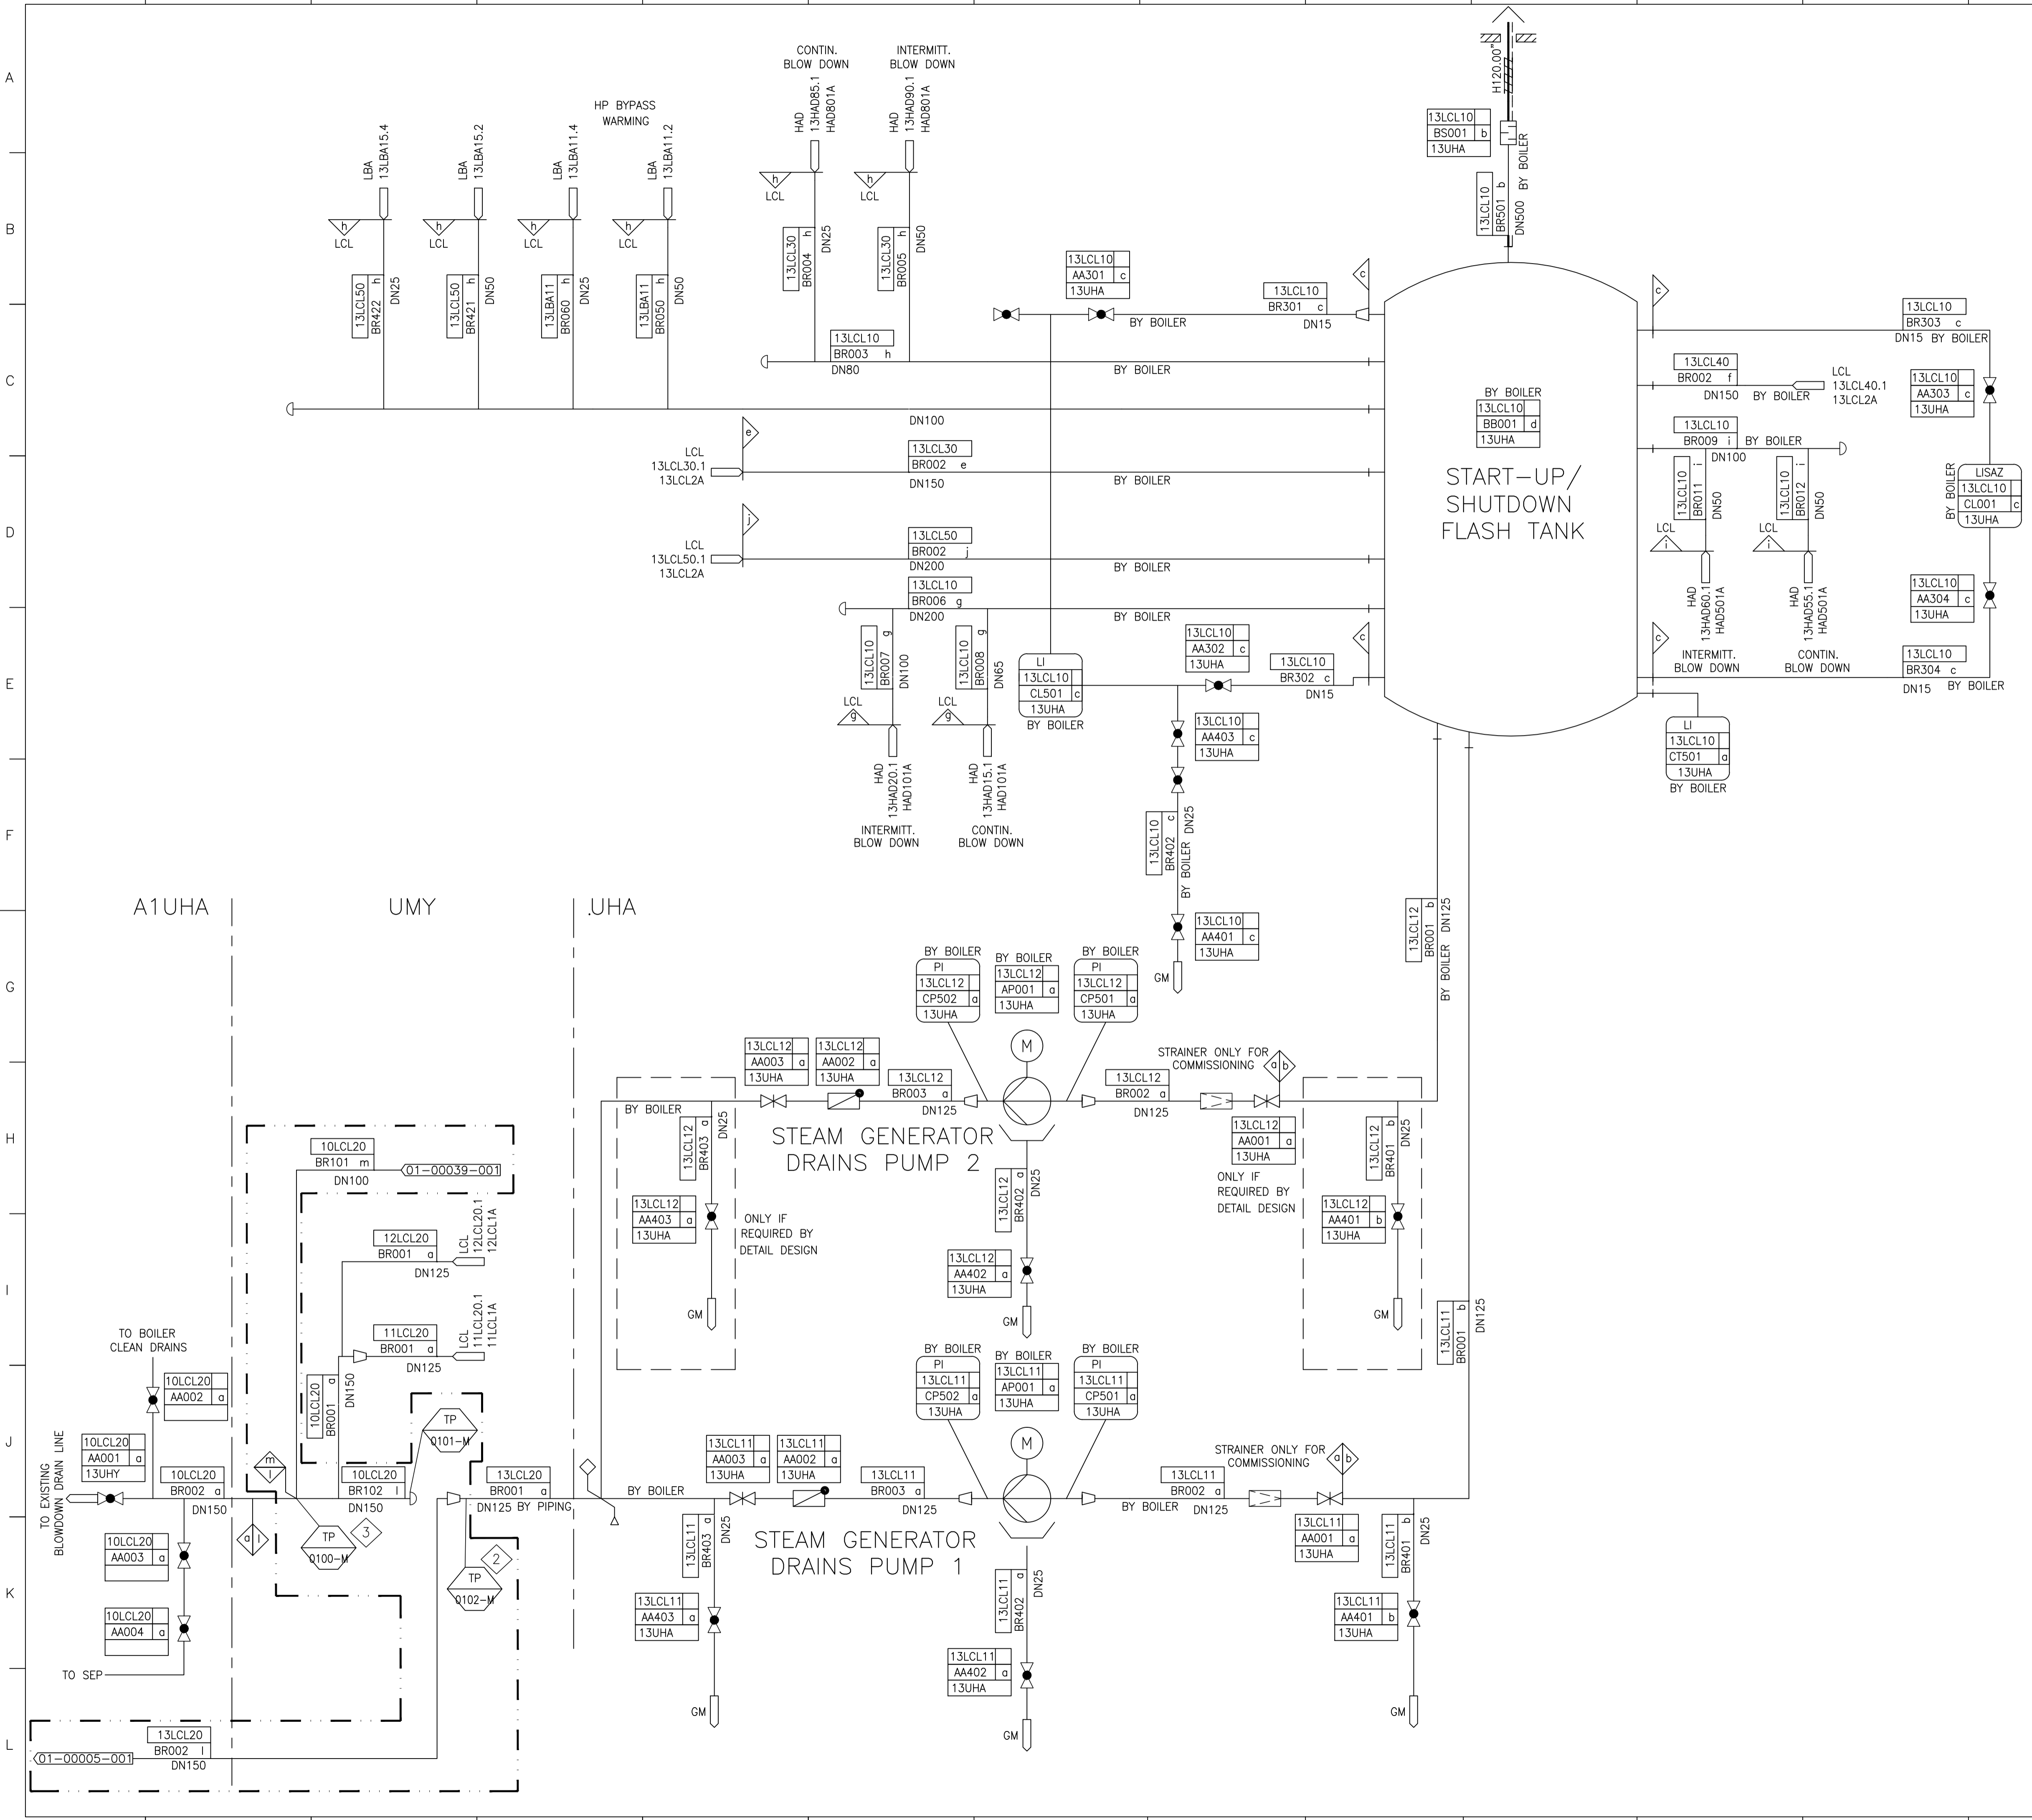 A
B
C
D
E
F
G
H
I
J
K
L
CONTIN.
BLOW DOWN
INTERMITT.
BLOW DOWN
HP BYPASS
WARMING
HAD
13HAD85.1
HAD801A
HAD
13HAD90.1
HAD801A
LBA
13LBA15.4
LBA
13LBA15.2
LBA
13LBA11.4
LBA
13LBA11.2
h
LCL
h
LCL
h
LCL
h
LCL
h
LCL
h
LCL
13LCL50
BR422 h
DN25
13LCL50
BR421 h
DN50
13LBA11
BR060 h
DN25
13LBA11
BR050 h
DN50
13LCL30
BR004 h
DN25
13LCL30
BR005 h
DN50
H120.00"
13LCL10
BS001 b
13UHA
13LCL10
BR501 b
DN500 BY BOILER
13LCL10
AA301 c
13UHA
BY BOILER
13LCL10
BR301 c
DN15
c
13LCL10
BR003 h
DN80
BY BOILER
DN100
e
LCL
13LCL30.1
13LCL2A
13LCL30
BR002 e
DN150
BY BOILER
j
LCL
13LCL50.1
13LCL2A
13LCL50
BR002 j
DN200
BY BOILER
13LCL10
BR006 g
DN200
BY BOILER
BY BOILER
13LCL10
BB001 d
13UHA
START-UP/
SHUTDOWN
FLASH TANK
c
13LCL10
BR303 c
DN15 BY BOILER
13LCL40
BR002 f
DN150 BY BOILER
LCL
13LCL40.1
13LCL2A
13LCL10
AA303 c
13UHA
13LCL10
BR009 i BY BOILER
DN100
13LCL10
BR011 i
DN50
13LCL10
BR012 i
DN50
BY BOILER
LISAZ
13LCL10
CL001 c
13UHA
LCL
i
LCL
i
HAD
13HAD60.1
HAD501A
HAD
13HAD55.1
HAD501A
INTERMITT.
BLOW DOWN
CONTIN.
BLOW DOWN
13LCL10
AA304 c
13UHA
c
13LCL10
BR304 c
DN15 BY BOILER
LI
13LCL10
CT501 a
13UHA
BY BOILER
13LCL10
BR007 g
DN100
13LCL10
BR008 g
DN65
LCL
g
LCL
g
HAD
13HAD20.1
HAD101A
HAD
13HAD15.1
HAD101A
INTERMITT.
BLOW DOWN
CONTIN.
BLOW DOWN
LI
13LCL10
CL501 c
13UHA
BY BOILER
13LCL10
AA302 c
13UHA
13LCL10
BR302 c
DN15
c
13LCL10
AA403 c
13UHA
13LCL10
BR402 c
BY BOILER DN25
13LCL10
AA401 c
13UHA
GM
13LCL12
BR001 b
BY BOILER DN125
A1UHA
UMY
.UHA
BY BOILER
PI
13LCL12
CP502 a
13UHA
BY BOILER
13LCL12
AP001 a
13UHA
BY BOILER
PI
13LCL12
CP501 a
13UHA
M
13LCL12
AA003 a
13UHA
13LCL12
AA002 a
13UHA
13LCL12
BR003 a
DN125
13LCL12
BR002 a
DN125
STRAINER ONLY FOR
COMMISSIONING
a b
BY BOILER
STEAM GENERATOR
DRAINS PUMP 2
13LCL12
BR403 a
DN25
13LCL12
AA403 a
13UHA
ONLY IF
REQUIRED BY
DETAIL DESIGN
GM
13LCL12
BR402 a
DN25
13LCL12
AA402 a
13UHA
GM
13LCL12
AA001 a
13UHA
ONLY IF
REQUIRED BY
DETAIL DESIGN
13LCL12
BR401 b
DN25
13LCL12
AA401 b
13UHA
GM
13LCL11
BR001 b
DN125
10LCL20
BR101 m
DN100
01-00039-001
12LCL20
BR001 a
DN125
LCL
12LCL20.1
12LCL1A
11LCL20
BR001 a
DN125
LCL
11LCL20.1
11LCL1A
10LCL20
BR001 a
DN150
TP
0101-M
TO BOILER
CLEAN DRAINS
10LCL20
AA002 a
10LCL20
AA001 a
13UHY
TO EXISTING
BLOWDOWN DRAIN LINE
10LCL20
BR002 a
DN150
m
l
10LCL20
BR102 l
DN150
13LCL20
BR001 a
DN125 BY PIPING
a l
TP
0100-M
3
TP
0102-M
2
10LCL20
AA003 a
10LCL20
AA004 a
TO SEP
13LCL20
BR002 l
DN150
01-00005-001
BY BOILER
PI
13LCL11
CP502 a
13UHA
BY BOILER
13LCL11
AP001 a
13UHA
BY BOILER
PI
13LCL11
CP501 a
13UHA
M
BY BOILER
13LCL11
AA003 a
13UHA
13LCL11
AA002 a
13UHA
13LCL11
BR003 a
DN125
BY BOILER
13LCL11
BR002 a
DN125
STRAINER ONLY FOR
COMMISSIONING
a b
STEAM GENERATOR
DRAINS PUMP 1
13LCL11
BR403 a
DN25
13LCL11
AA403 a
13UHA
GM
13LCL11
BR402 a
DN25
13LCL11
AA402 a
13UHA
GM
13LCL11
AA001 a
13UHA
13LCL11
BR401 b
DN25
13LCL11
AA401 b
13UHA
GM